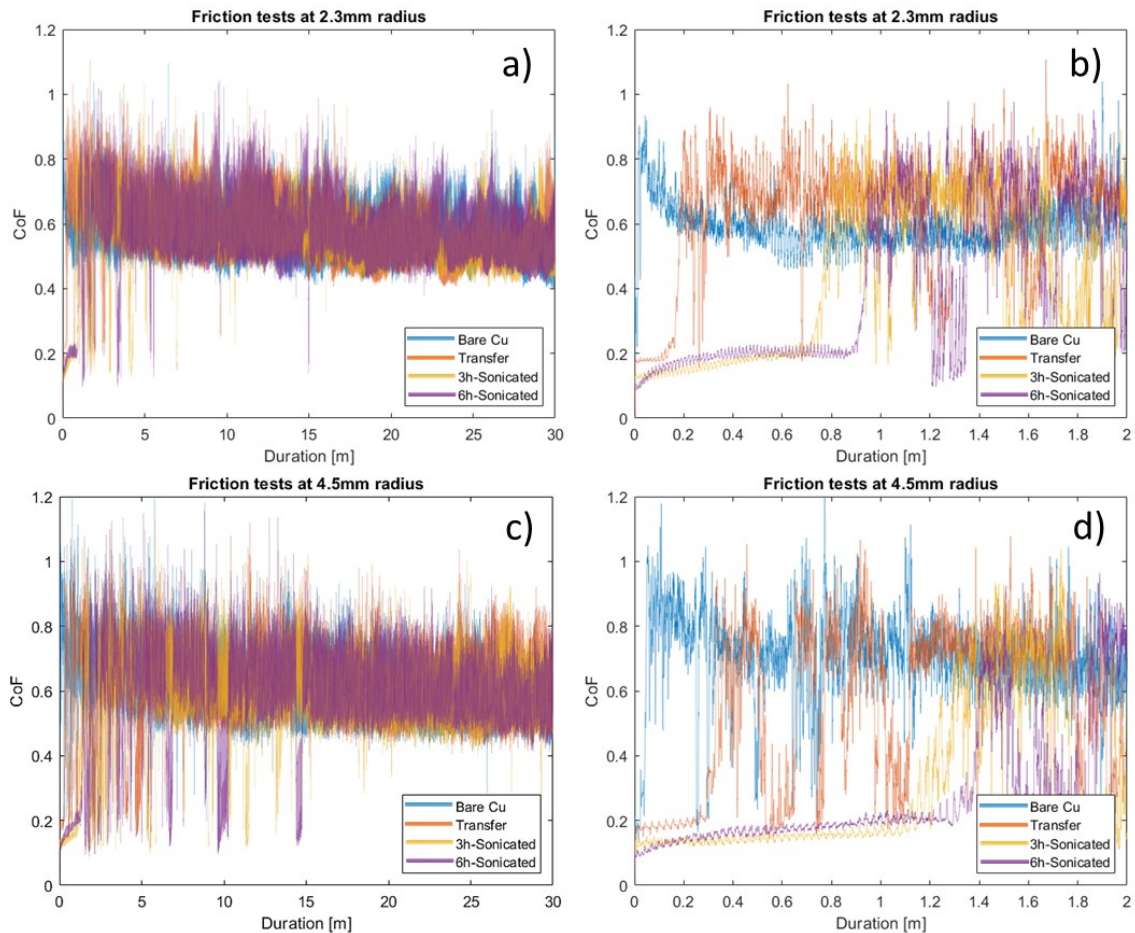 Friction tests at 2.3mm radius
a)
1.2
1
0.8
0.6
0.4
0.2
0
CoF
0 5 10 15 20 25 30
Duration [m]
Bare Cu
Transfer
3h-Sonicated
6h-Sonicated
Friction tests at 2.3mm radius
b)
1.2
1
0.8
0.6
0.4
0.2
0
CoF
0 0.2 0.4 0.6 0.8 1 1.2 1.4 1.6 1.8 2
Duration [m]
Bare Cu
Transfer
3h-Sonicated
6h-Sonicated
Friction tests at 4.5mm radius
c)
1.2
1
0.8
0.6
0.4
0.2
0
CoF
0 5 10 15 20 25 30
Duration [m]
Bare Cu
Transfer
3h-Sonicated
6h-Sonicated
Friction tests at 4.5mm radius
d)
1.2
1
0.8
0.6
0.4
0.2
0
CoF
0 0.2 0.4 0.6 0.8 1 1.2 1.4 1.6 1.8 2
Duration [m]
Bare Cu
Transfer
3h-Sonicated
6h-Sonicated